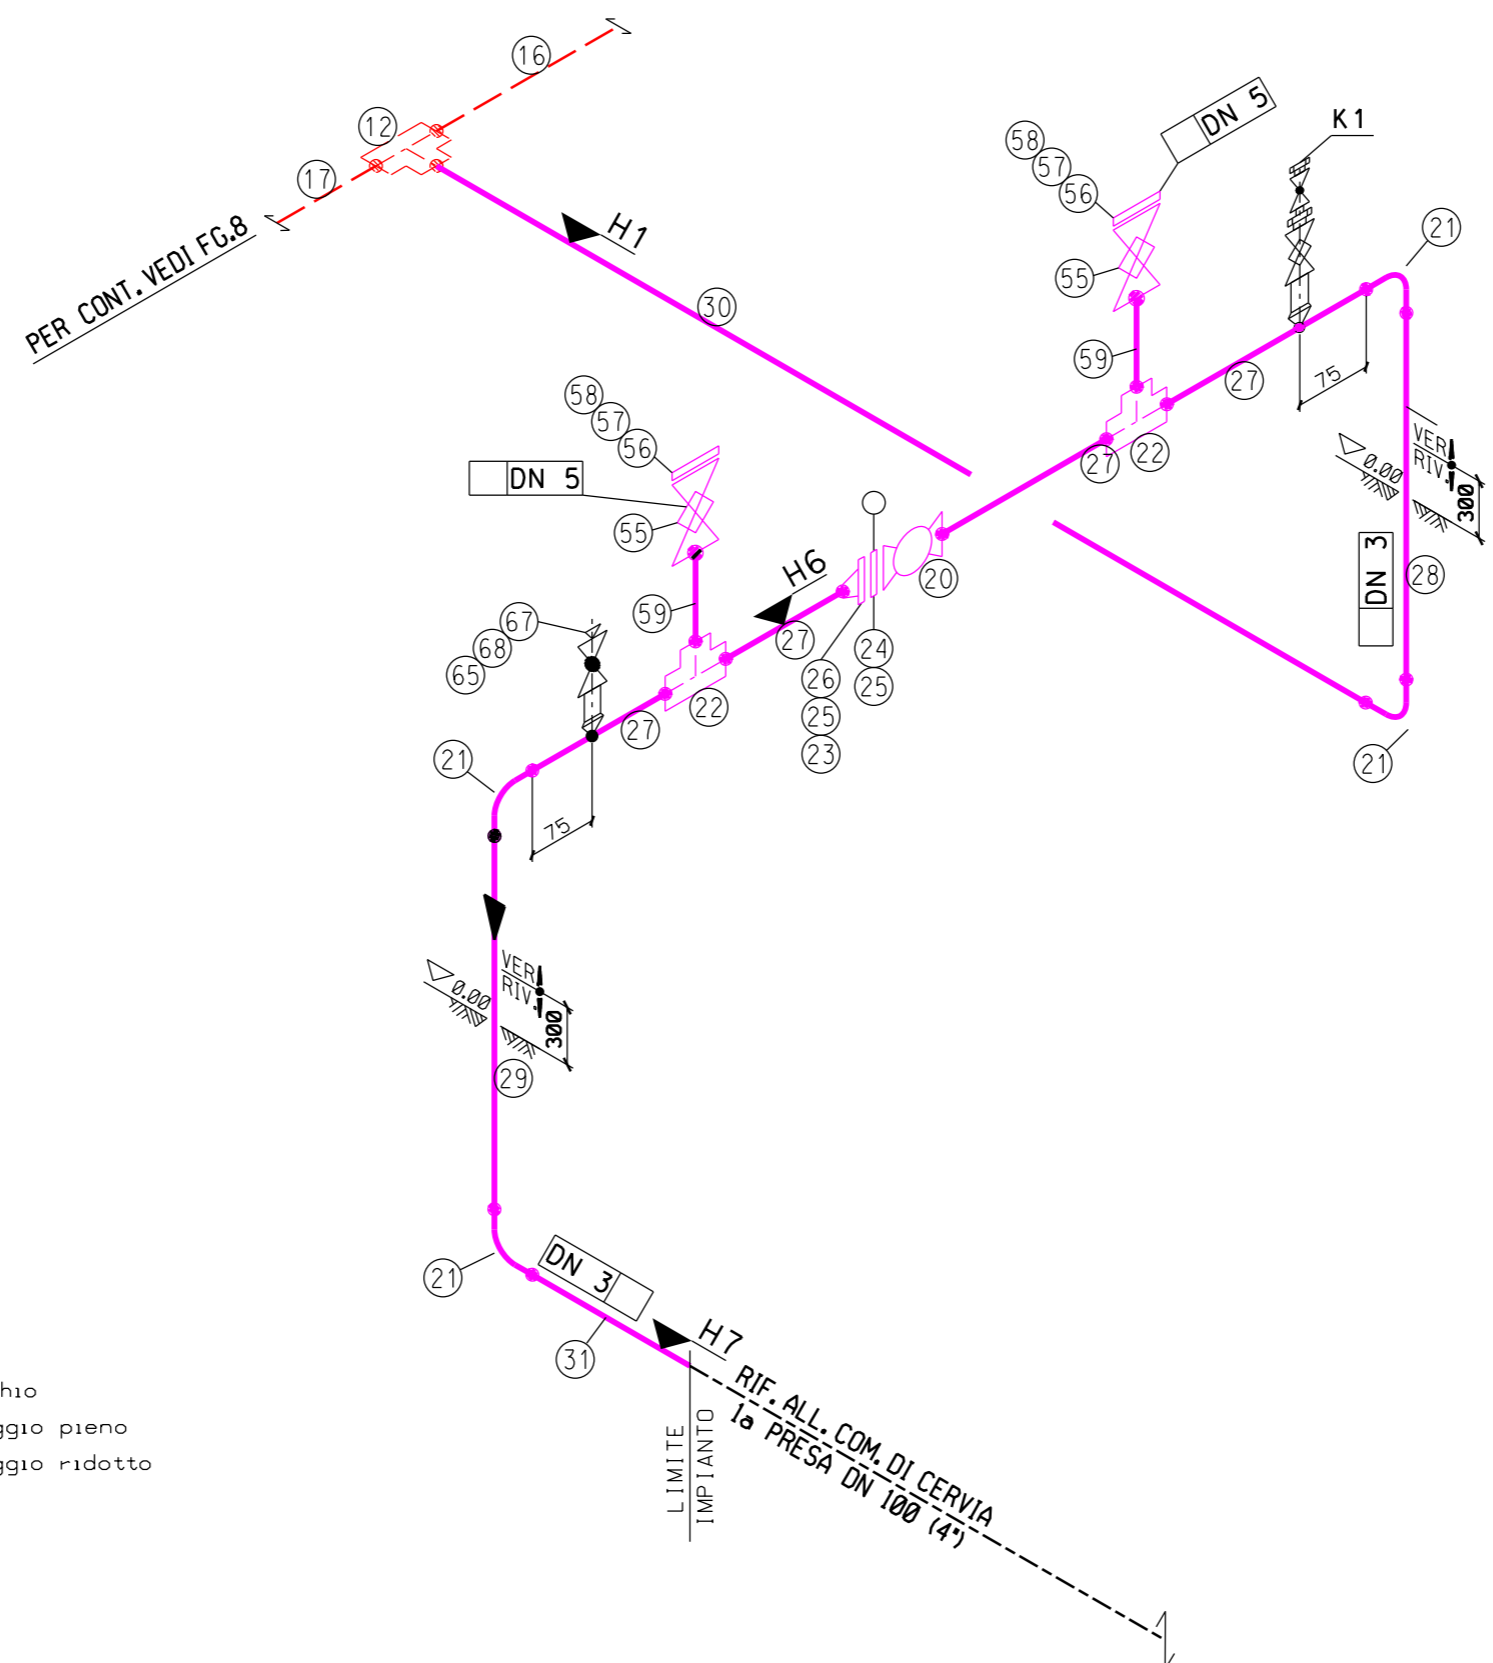 16
12
17
PER CONT. VEDI FG.8
H1
30
58
57
56
DN 5
K1
55
59
21
27
75
27
22
VER.
RIV.
0.00
300
DN 3
28
21
58
57
56
DN 5
55
59
20
H6
27
24
25
26
25
23
67
68
65
22
27
21
75
VER.
RIV.
0.00
300
29
21
DN 3
31
H7
LIMITE
IMPIANTO
RIF. ALL. COM. DI CERVIA
1a PRESA DN 100 (4")
hio
ggio pieno
ggio ridotto